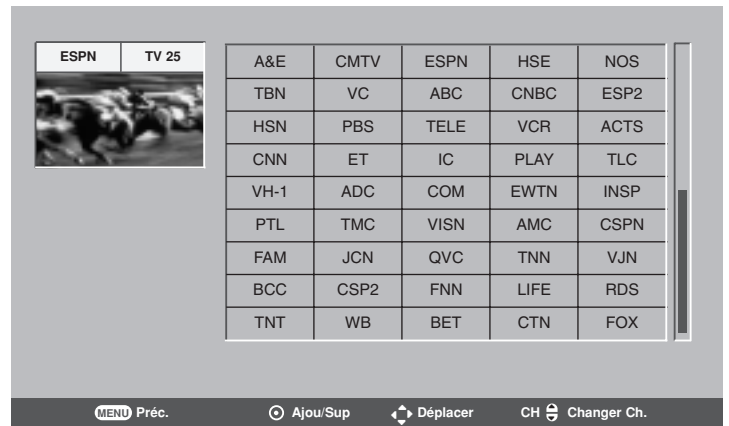 ESPN TV 25
A&E CMTV ESPN HSE NOS
TBN VC ABC CNBC ESP2
HSN PBS TELE VCR ACTS
CNN ET IC PLAY TLC
VH-1 ADC COM EWTN INSP
PTL TMC VISN AMC CSPN
FAM JCN QVC TNN VJN
BCC CSP2 FNN LIFE RDS
TNT WB BET CTN FOX
MENU Préc. Ajou/Sup Déplacer CH Changer Ch.